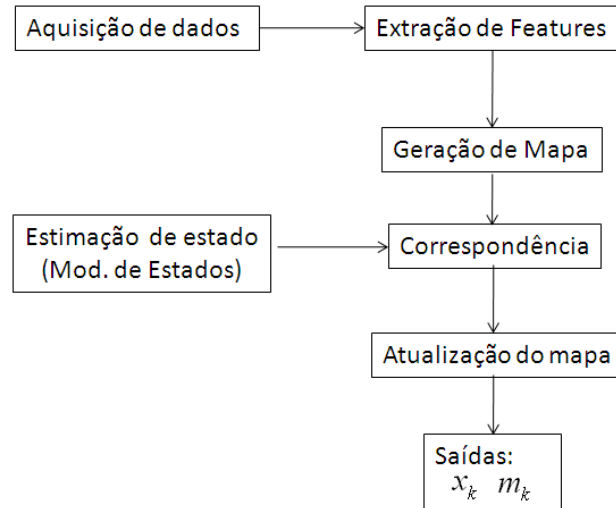 Aquisição de dados
Extração de Features
Geração de Mapa
Estimação de estado
(Mod. de Estados)
Correspondência
Atualização do mapa
Saídas:
x_k m_k